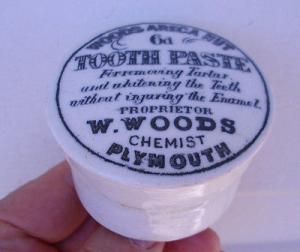 WOODS ARECA NUT
6d
TOOTH PASTE
For removing Tartar,
and whitening the Teeth
without injuring the Enamel.
PROPRIETOR
W. WOODS
CHEMIST
PLYMOUTH